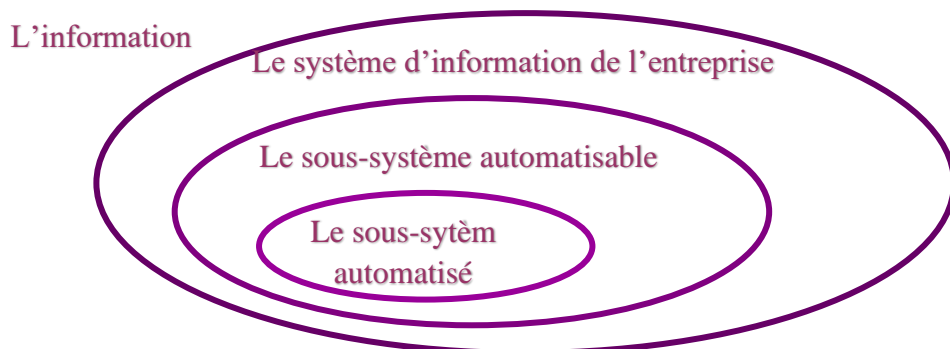 L'information
Le système d'information de l'entreprise
Le sous-système automatisable
Le sous-sytèm
automatisé